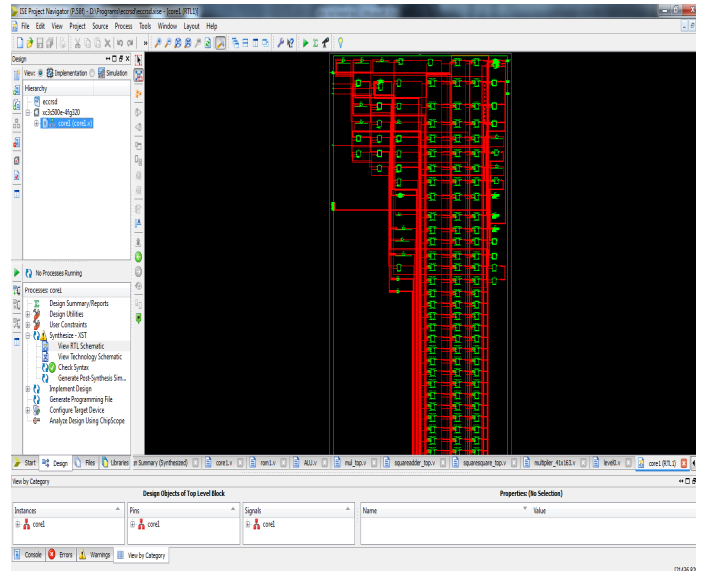 ISE Project Navigator (P.58f) - D:\Programs\eccrsd\eccrsd.xise - [core1 (RTL1)]
File Edit View Project Source Process Tools Window Layout Help
Design
View: Implementation Simulation
Hierarchy
eccrsd
xc3s500e-4fg320
core1 (core1.v)
No Processes Running
Processes: core1
Design Summary/Reports
Design Utilities
User Constraints
Synthesize - XST
View RTL Schematic
View Technology Schematic
Check Syntax
Generate Post-Synthesis Sim...
Implement Design
Generate Programming File
Configure Target Device
Analyze Design Using ChipScope
Start Design Files Libraries
Summary (Synthesized) core1.v rom1.v ALU.v mul_top.v squareadder_top.v squaresquare_top.v multiplier_41x163.v level0.v core1 (RTL1)
View by Category
Design Objects of Top Level Block Properties: (No Selection)
Instances Pins Signals Name Value
core1 core1 core1
Console Errors Warnings View by Category